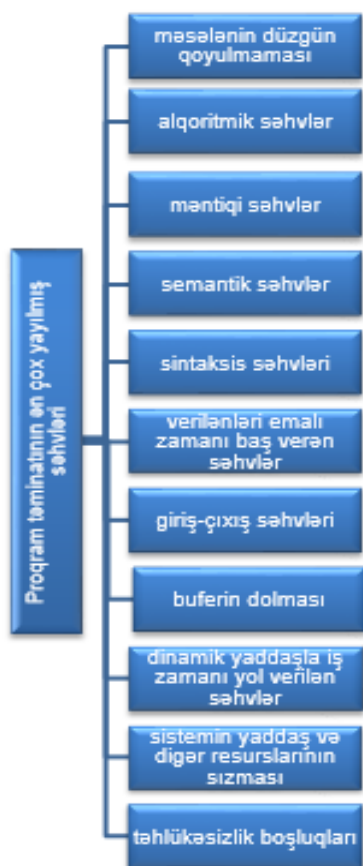 Proqram təminatının ən çox yayılmış
səhvləri
məsələnin düzgün
qoyulmaması
alqoritmik səhvlər
məntiqi səhvlər
semantik səhvlər
sintaksis səhvləri
verilənləri emalı
zamanı baş verən
səhvlər
giriş-çıxış səhvləri
buferin dolması
dinamik yaddaşla iş
zamanı yol verilən
səhvlər
sistemin yaddaş və
digər resurslarının
sızması
təhlükəsizlik boşluqları